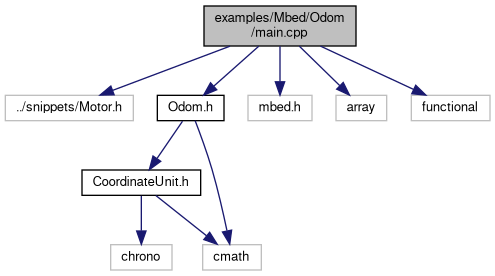 examples/Mbed/Odom
/main.cpp
../snippets/Motor.h
Odom.h
mbed.h
array
functional
CoordinateUnit.h
chrono
cmath